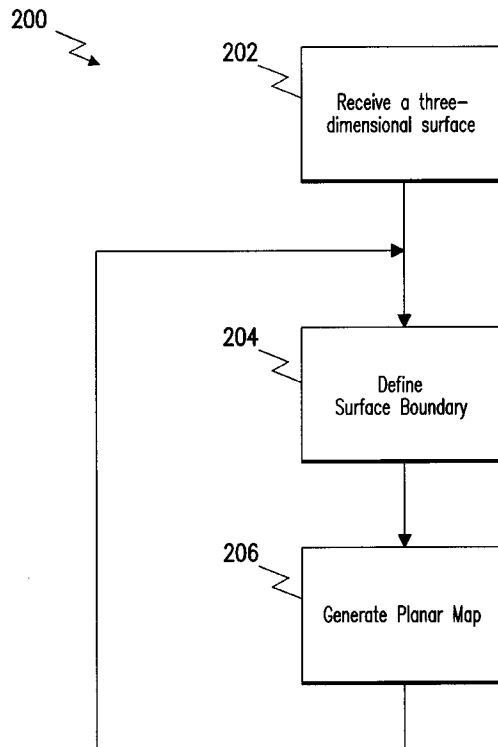 200
202
Receive a three-
dimensional surface
204
Define
Surface Boundary
206
Generate Planar Map